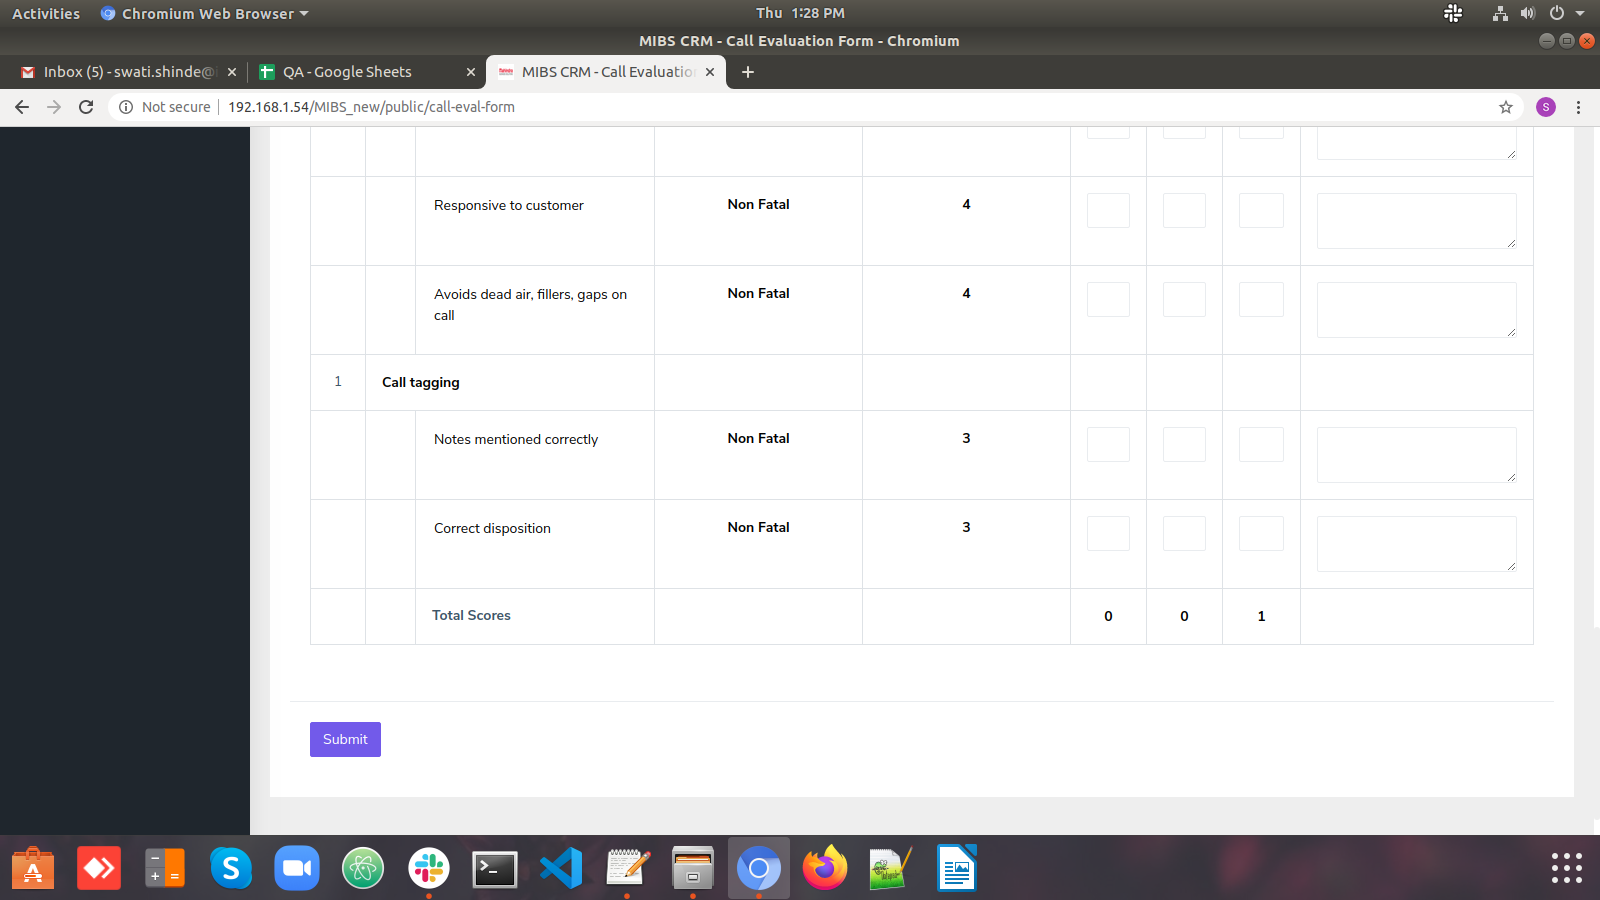 Activities
Chromium Web Browser
Thu 1:28 PM
MIBS CRM - Call Evaluation Form - Chromium
Inbox (5) - swati.shinde@
QA - Google Sheets
MIBS CRM - Call Evaluatio
Not secure
192.168.1.54/MIBS_new/public/call-eval-form
S
Responsive to customer
Non Fatal
4
Avoids dead air, fillers, gaps on
call
Non Fatal
4
1
Call tagging
Notes mentioned correctly
Non Fatal
3
Correct disposition
Non Fatal
3
Total Scores
0
0
1
Submit